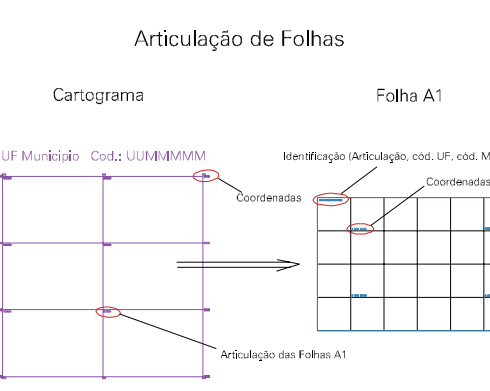 Articulação de Folhas
Cartograma
Folha A1
UF Municipio Cod.: UUMMMMM
Identificação (Articulação, cód. UF, cód. M
Coordenadas
Coordenadas
Articulação das Folhas A1